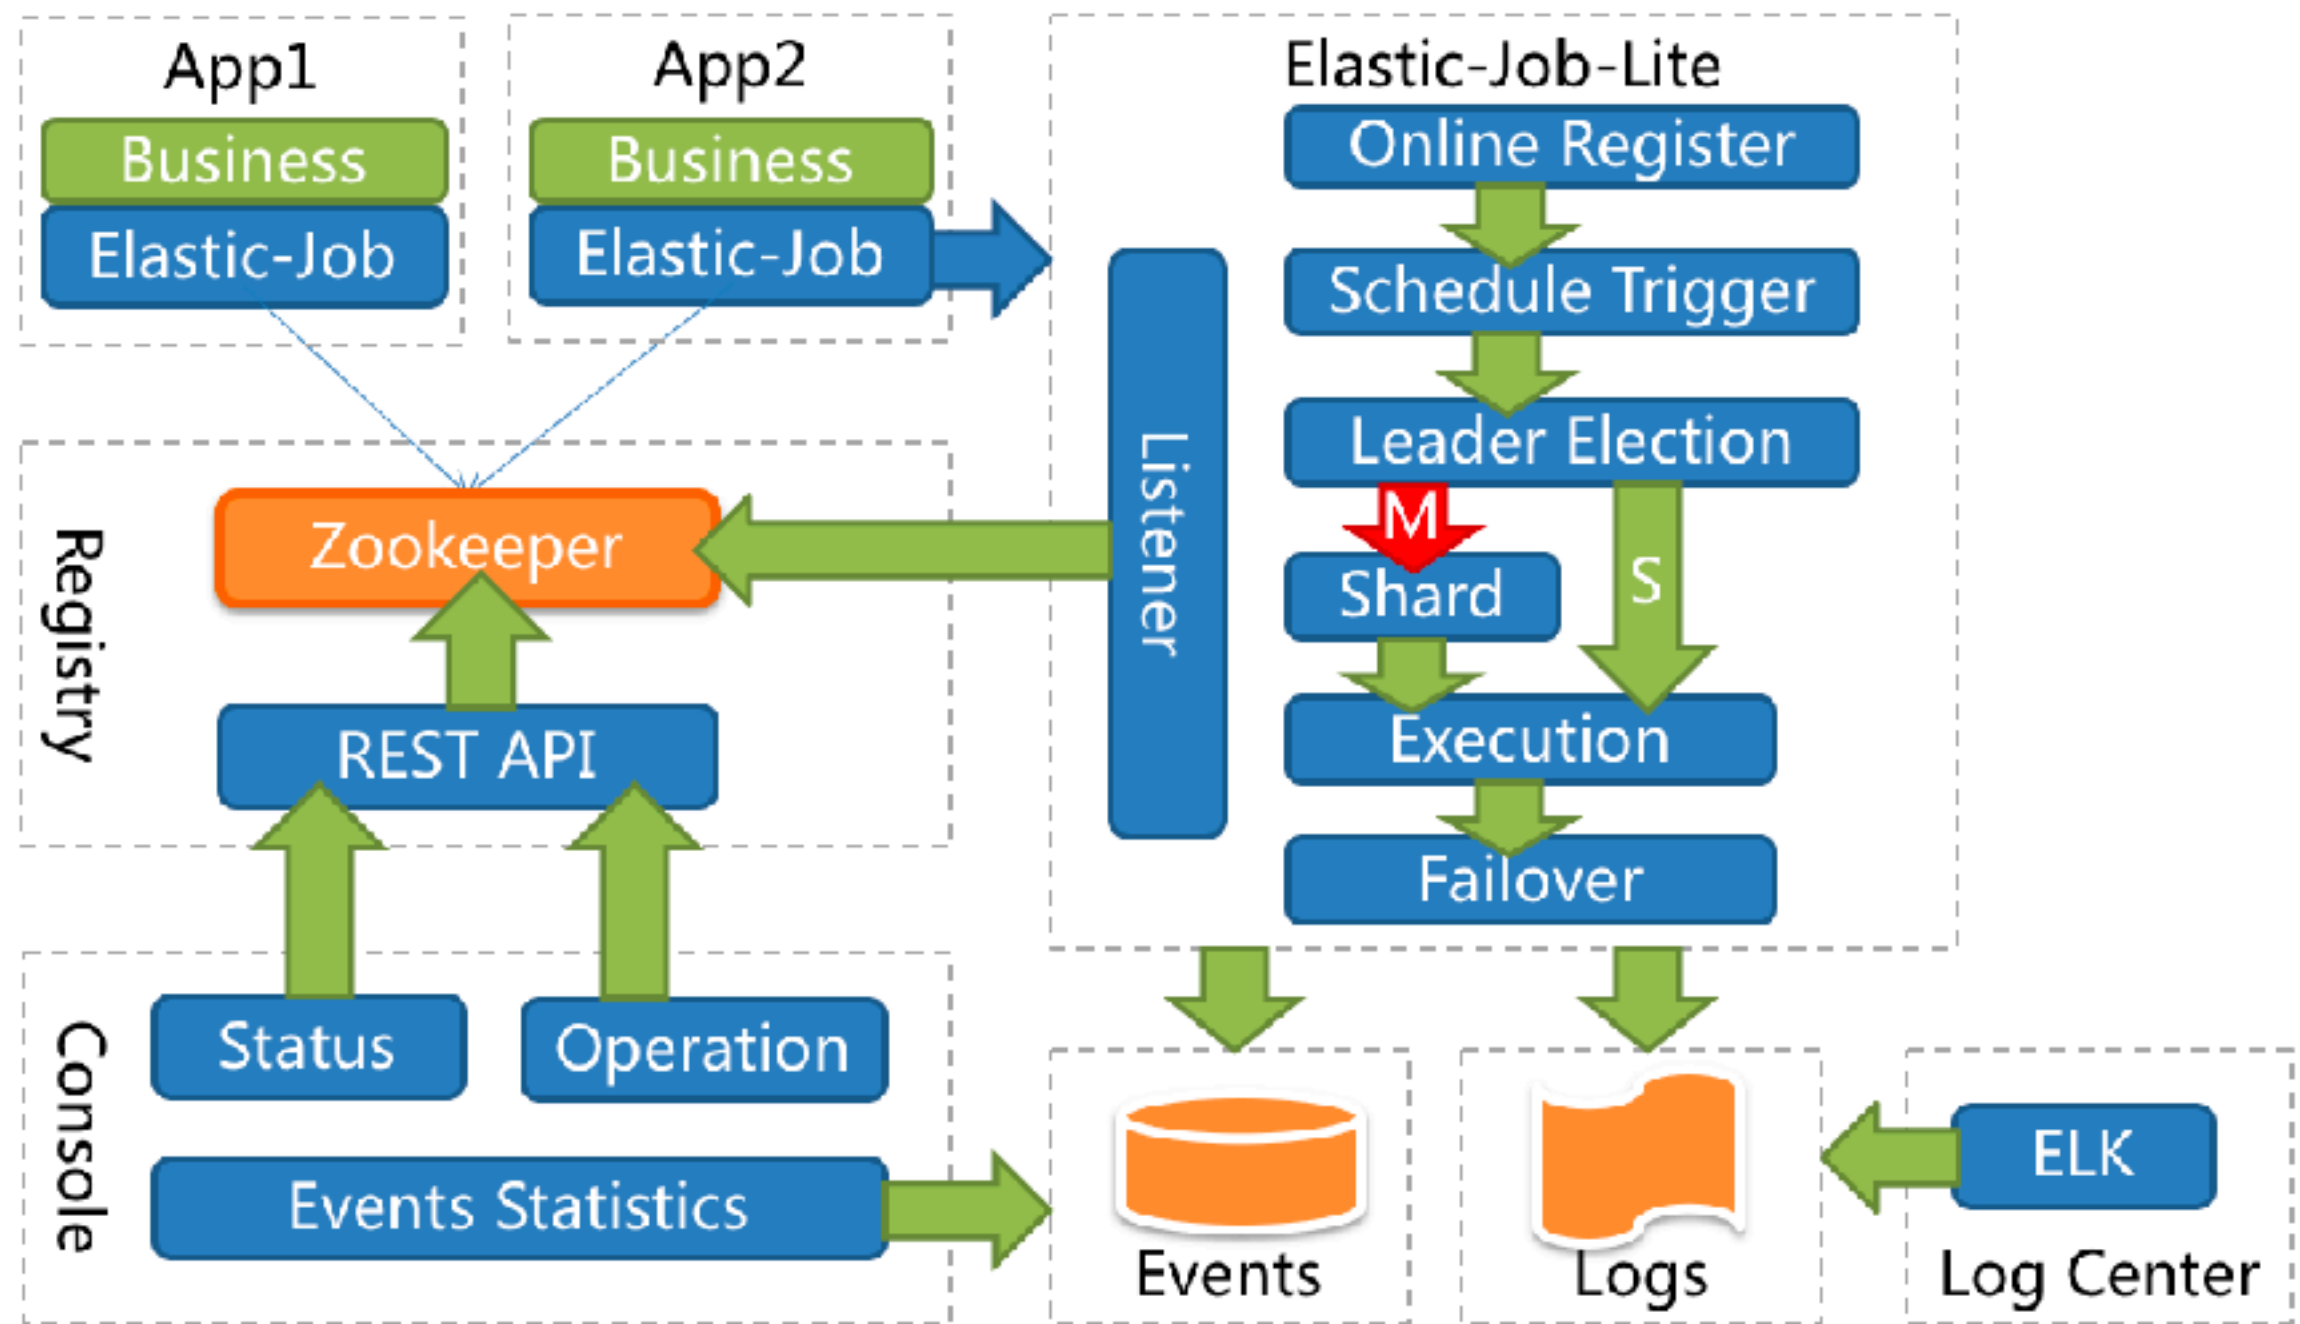 App1
Business
Elastic-Job
App2
Business
Elastic-Job
Elastic-Job-Lite
Online Register
Schedule Trigger
Leader Election
M
S
Shard
Execution
Failover
Listener
Registry
Zookeeper
REST API
Console
Status
Operation
Events Statistics
Events
Logs
ELK
Log Center